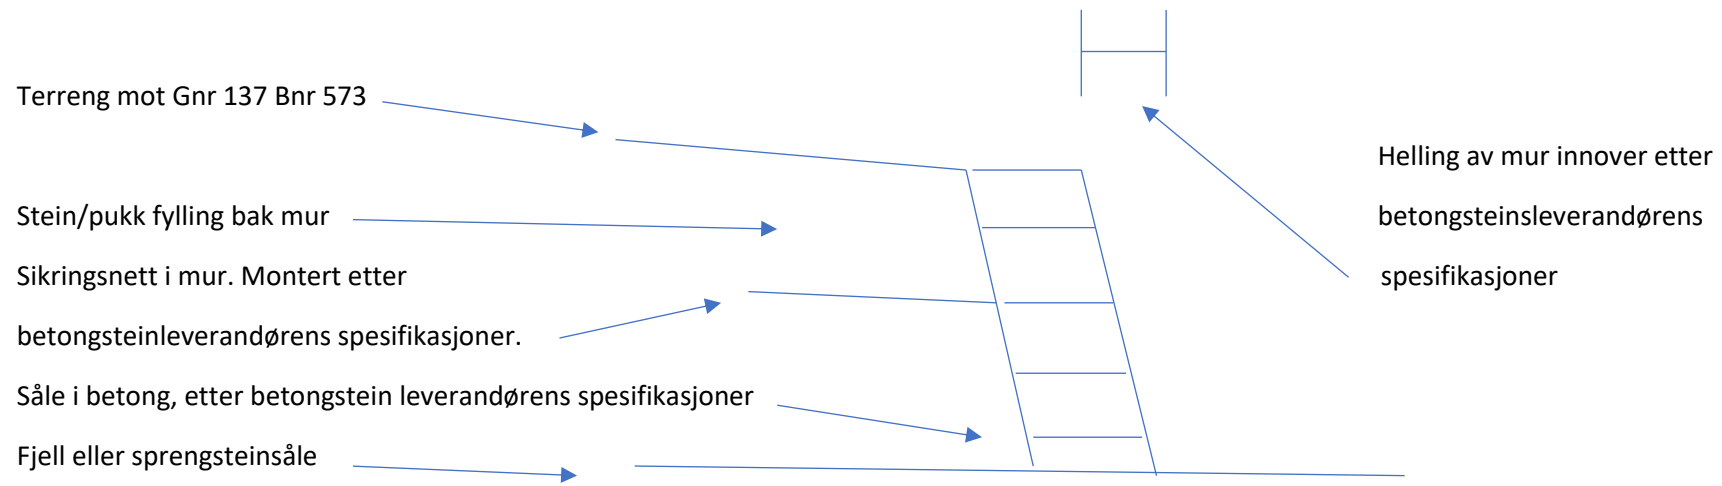 Terreng mot Gnr 137 Bnr 573
Stein/pukk fylling bak mur
Sikringsnett i mur. Montert etter
betongsteinleverandørens spesifikasjoner.
Såle i betong, etter betongstein leverandørens spesifikasjoner
Fjell eller sprengsteinsåle
Helling av mur innover etter
betongsteinsleverandørens
spesifikasjoner